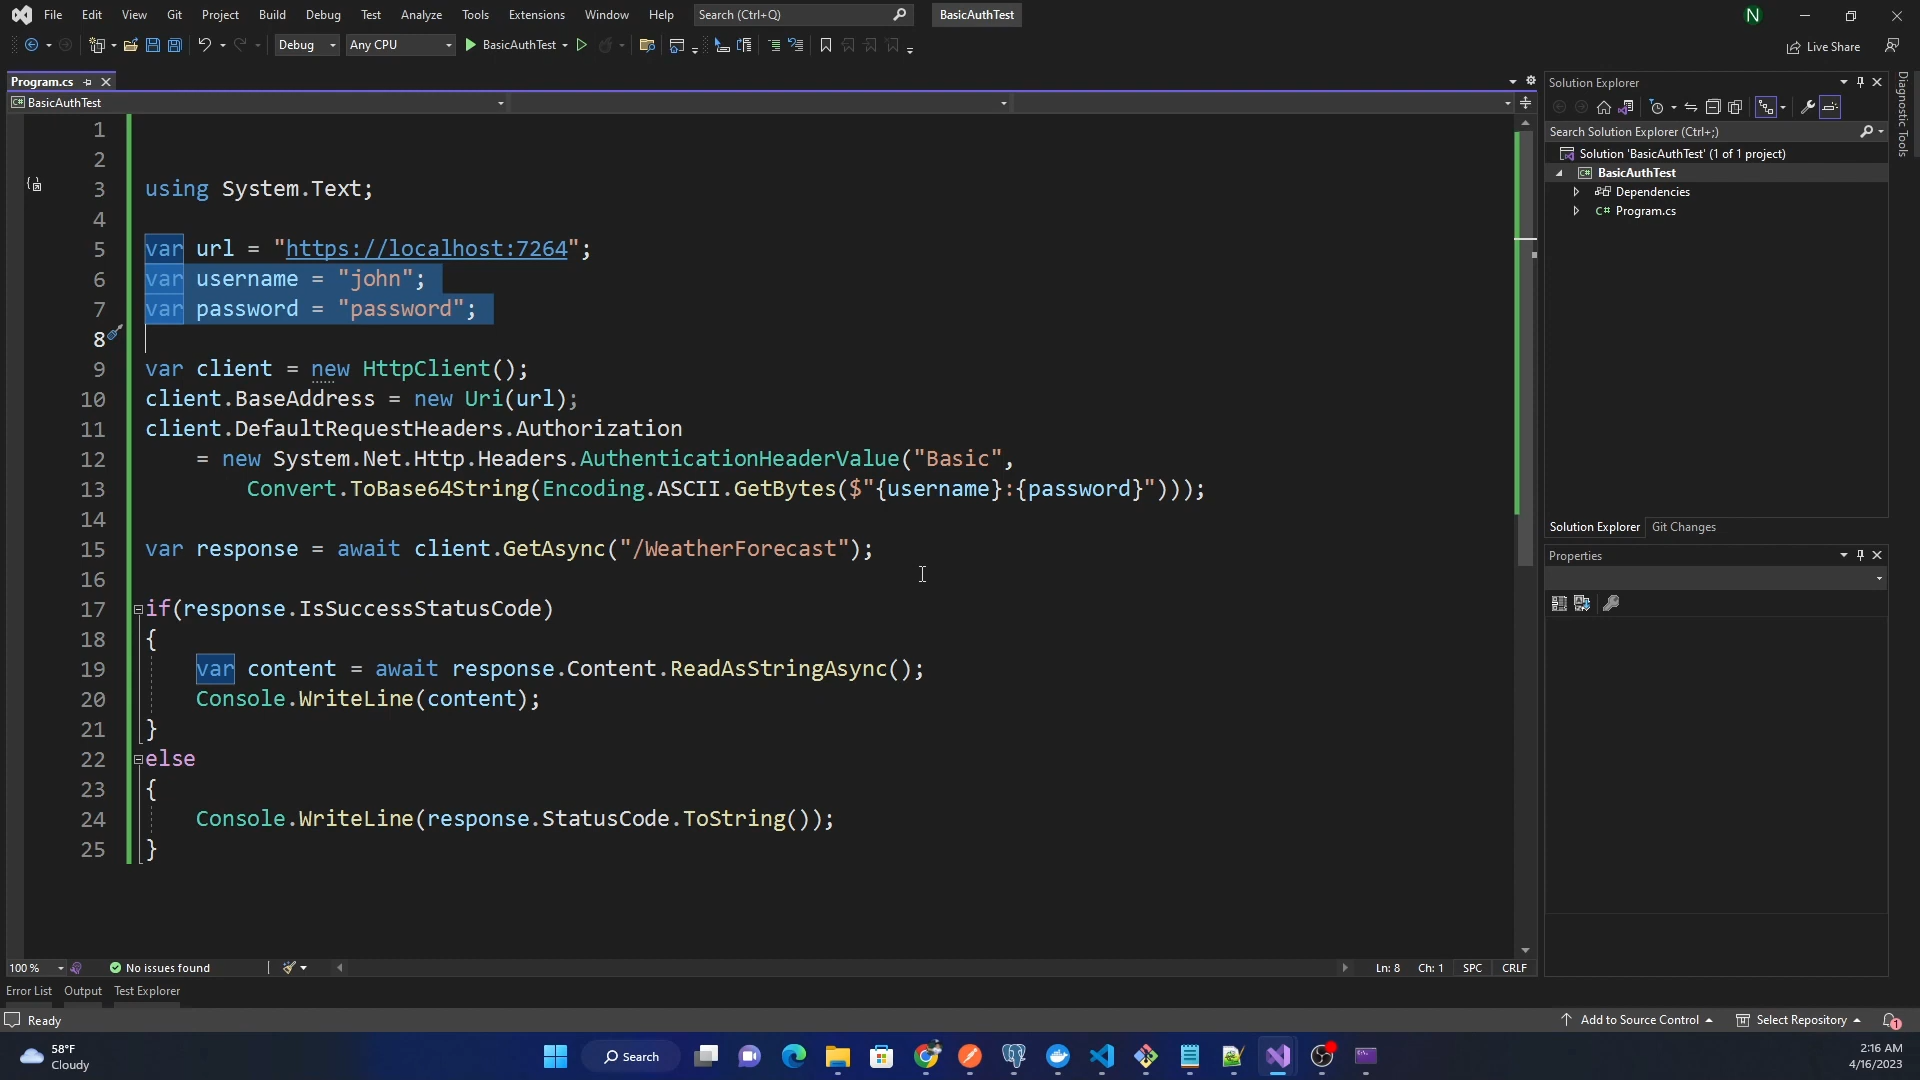 File Edit View Git Project Build Debug Test Analyze Tools Extensions Window Help Search (Ctrl+Q) BasicAuthTest N
Debug Any CPU BasicAuthTest Live Share
Program.cs
BasicAuthTest
1
2
3 using System.Text;
4
5 var url = "https://localhost:7264";
6 var username = "john";
7 var password = "password";
8
9 var client = new HttpClient();
10 client.BaseAddress = new Uri(url);
11 client.DefaultRequestHeaders.Authorization
12 = new System.Net.Http.Headers.AuthenticationHeaderValue("Basic",
13 Convert.ToBase64String(Encoding.ASCII.GetBytes($"{username}:{password}")));
14
15 var response = await client.GetAsync("/WeatherForecast");
16
17 if(response.IsSuccessStatusCode)
18 {
19 var content = await response.Content.ReadAsStringAsync();
20 Console.WriteLine(content);
21 }
22 else
23 {
24 Console.WriteLine(response.StatusCode.ToString());
25 }
100 % No issues found Ln: 8 Ch: 1 SPC CRLF
Error List Output Test Explorer
Solution Explorer
Search Solution Explorer (Ctrl+;)
Solution 'BasicAuthTest' (1 of 1 project)
BasicAuthTest
Dependencies
C# Program.cs
Solution Explorer Git Changes
Properties
Diagnostic Tools
Ready Add to Source Control Select Repository 1
58°F
Cloudy
Search
2:16 AM
4/16/2023